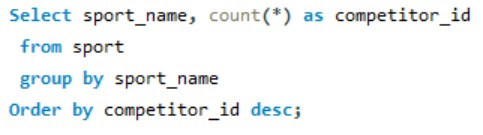 Select sport_name, count(*) as competitor_id
from sport
group by sport_name
Order by competitor_id desc;